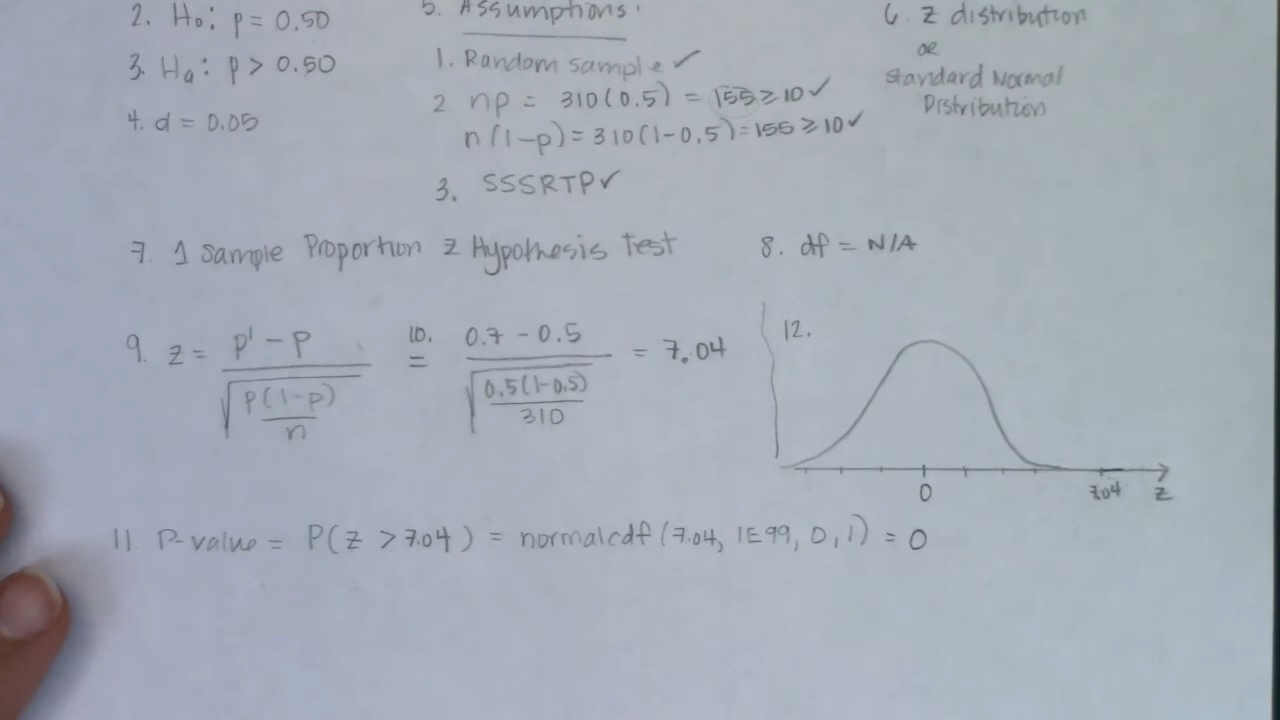 2. Ho: p = 0.50
3. Ha: p > 0.50
4. α = 0.05
5. Assumptions:
1. Random sample ✓
2 np = 310(0.5) = 155 ≥ 10 ✓
n(1-p) = 310(1-0.5) = 155 ≥ 10 ✓
3. SSSRTP ✓
6. z distribution
or
standard Normal
Distribution
7. 1 Sample Proportion z Hypothesis Test
8. df = N/A
9. z = (p' - p) / √(p(1-p)/n) 10. = (0.7 - 0.5) / √(0.5(1-0.5)/310) = 7.04
12.
0 7.04 z
11. P-value = P(z > 7.04) = normalcdf(7.04, 1E99, 0, 1) = 0